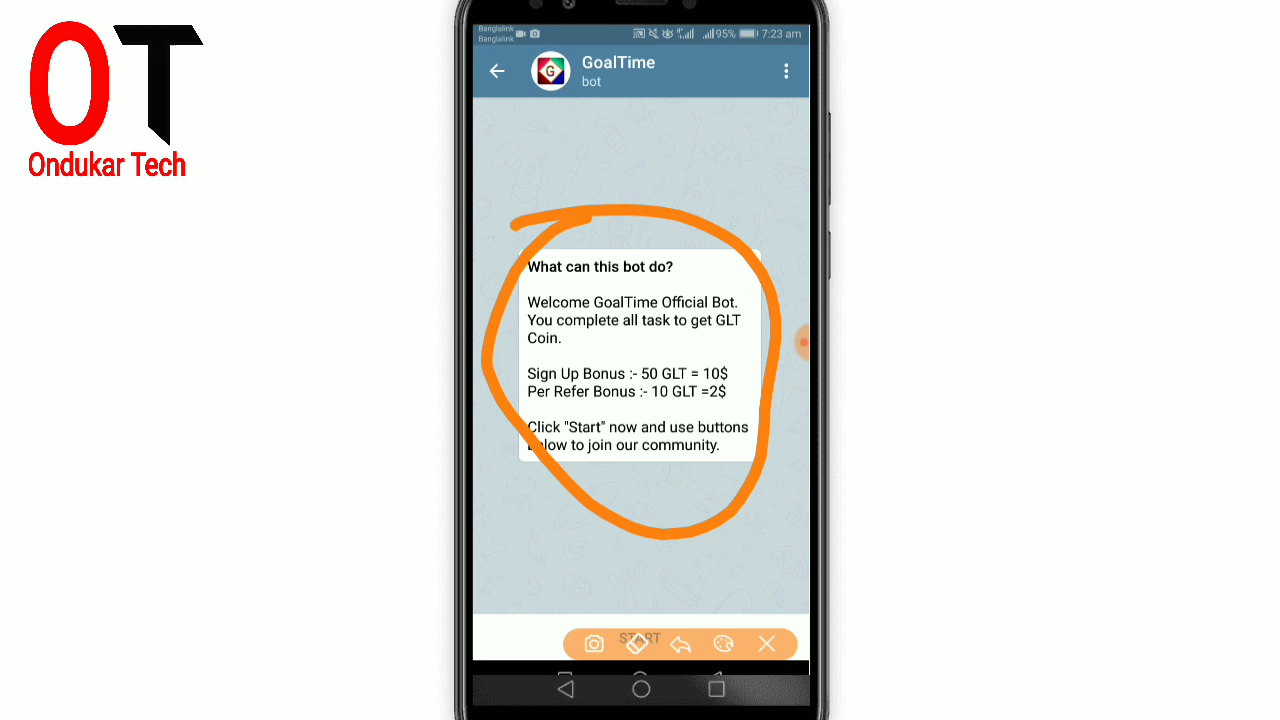 OT
Ondukar Tech
Banglalink
Banglalink
95%
7:23 am
GoalTime
bot
G
What can this bot do?
Welcome GoalTime Official Bot.
You complete all task to get GLT
Coin.
Sign Up Bonus :- 50 GLT = 10$
Per Refer Bonus :- 10 GLT =2$
Click "Start" now and use buttons
below to join our community.
START